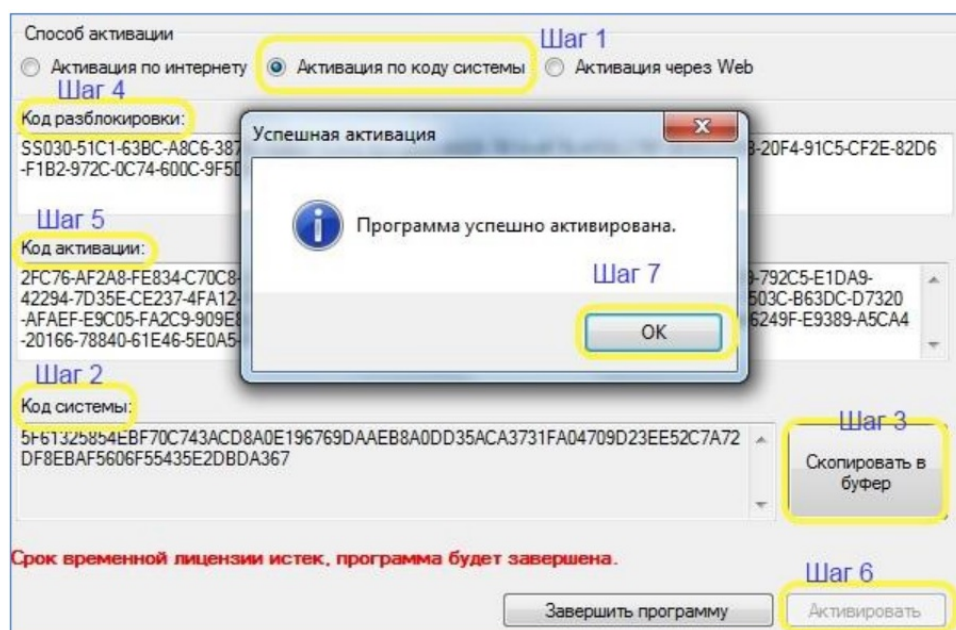 Способ активации
Шаг 1
Активация по интернету Активация по коду системы Активация через Web
Шаг 4
Код разблокировки:
Успешная активация
SS030-51C1-63BC-A8C6-387 -20F4-91C5-CF2E-82D6
-F1B2-972C-0C74-600C-9F5D
Программа успешно активирована.
Шаг 5
Код активации:
Шаг 7
2FC76-AF2A8-FE834-C70C8- -792C5-E1DA9-
42294-7D35E-CE237-4FA12- 503C-B63DC-D7320
-AFAEF-E9C05-FA2C9-909E8 6249F-E9389-A5CA4
OK
-20166-78840-61E46-5E0A5-
Шаг 2
Код системы:
Шаг 3
5F61325854EBF70C743ACD8A0E196769DAAEB8A0DD35ACA3731FA04709D23EE52C7A72
DF8EBAF5606F55435E2DBDA367
Скопировать в
буфер
Срок временной лицензии истек, программа будет завершена.
Шаг 6
Завершить программу Активировать